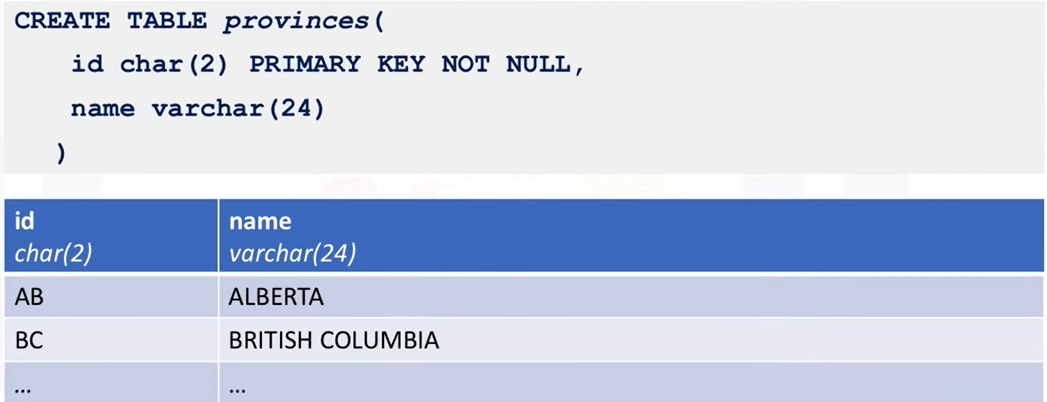 CREATE TABLE provinces(
id char(2) PRIMARY KEY NOT NULL,
name varchar(24)
)
id name
char(2) varchar(24)
AB ALBERTA
BC BRITISH COLUMBIA
... ...